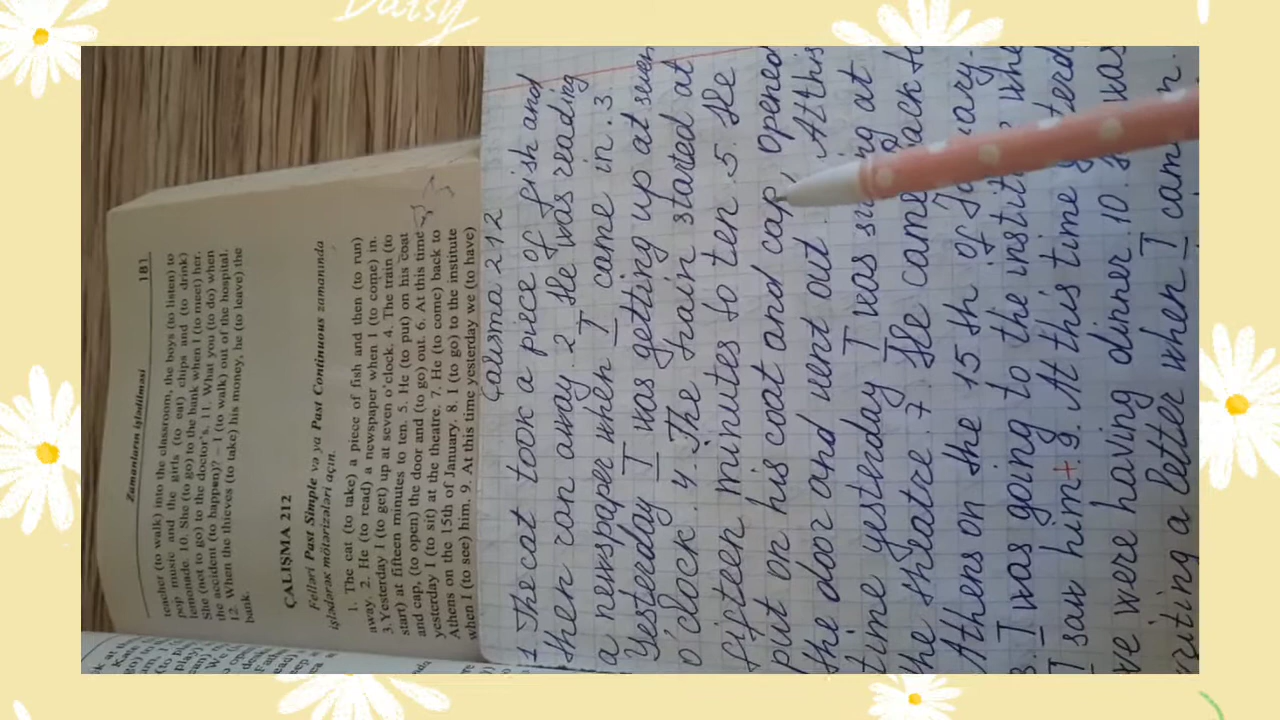 Daisy
Zamanların işlədilməsi 181
teacher (to walk) into the classroom, the boys (to listen) to
pop music and the girls (to eat) chips and (to drink)
lemonade. 10. She (to go) to the bank when I (to meet) her.
She (not to go) to the doctor's. 11. What you (to do) when
the accident (to happen)? – I (to walk) out of the hospital.
12. When the thieves (to take) his money, he (to leave) the
bank.
ÇALIŞMA 212
Felləri Past Simple və ya Past Continuous zamanında
işlədərək mötərizələri açın.
1. The cat (to take) a piece of fish and then (to run)
away. 2. He (to read) a newspaper when I (to come) in.
3. Yesterday I (to get) up at seven o'clock. 4. The train (to
start) at fifteen minutes to ten. 5. He (to put) on his coat
and cap, (to open) the door and (to go) out. 6. At this time
yesterday I (to sit) at the theatre. 7. He (to come) back to
Athens on the 15th of January. 8. I (to go) to the institute
when I (to see) him. 9. At this time yesterday we (to have)
Çalışma 212
1 The cat took a piece of fish and
then ran away. 2 He was reading
a newspaper when I came in. 3.
Yesterday I was getting up at seven
o'clock. 4. The train started at
fifteen minutes to ten. 5. He
put on his coat and cap, opened
the door and went out At this
time yesterday I was at
the theatre. 7 He came
Athens on the 15 th of
8. I was going to the
I saw him. 9 At this time
we were having dinner 10. was
writing a letter when I